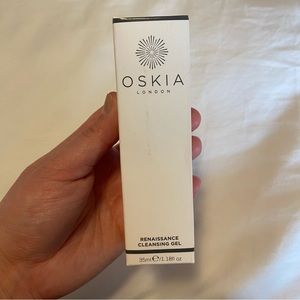 OSKIA
LONDON
RENAISSANCE
CLEANSING GEL
35ml℮/1.18fl oz